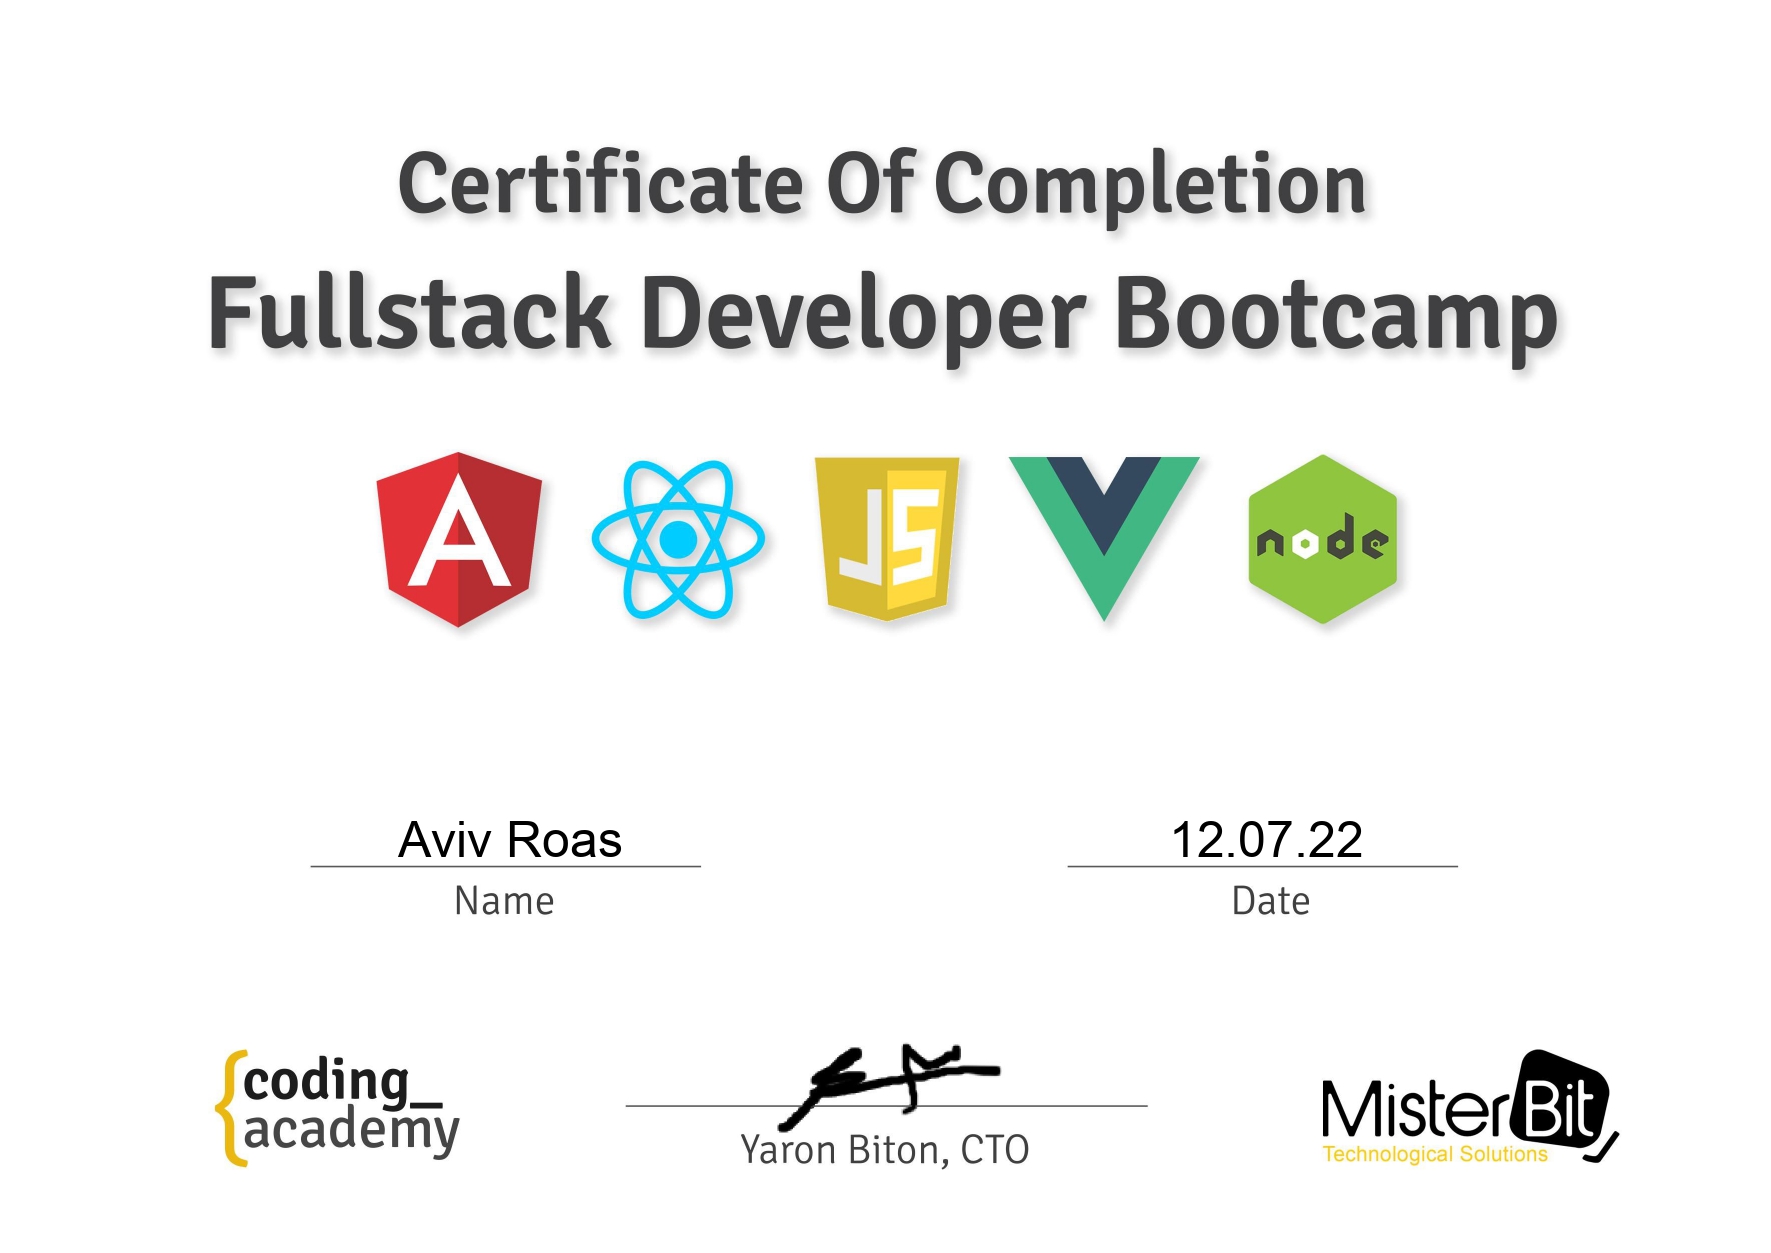 Certificate Of Completion
Fullstack Developer Bootcamp
A
JS
node
Aviv Roas
Name
12.07.22
Date
{coding_
academy
Yaron Biton, CTO
MisterBit
Technological Solutions